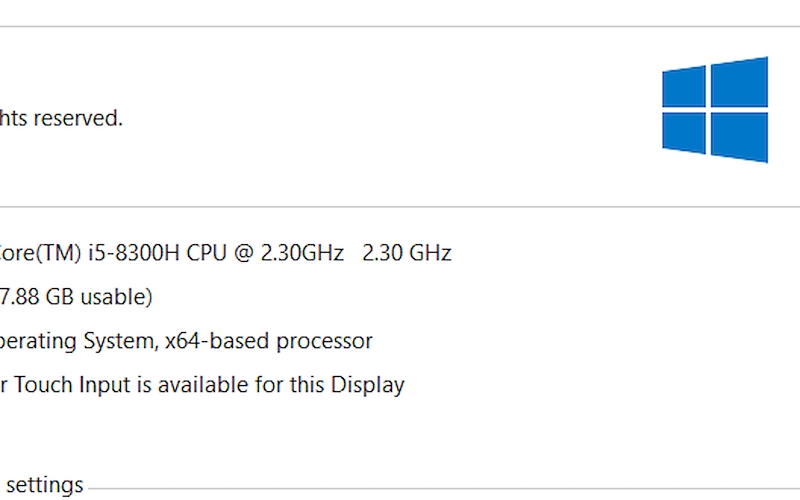 hts reserved.
Core(TM) i5-8300H CPU @ 2.30GHz 2.30 GHz
7.88 GB usable)
perating System, x64-based processor
r Touch Input is available for this Display
settings